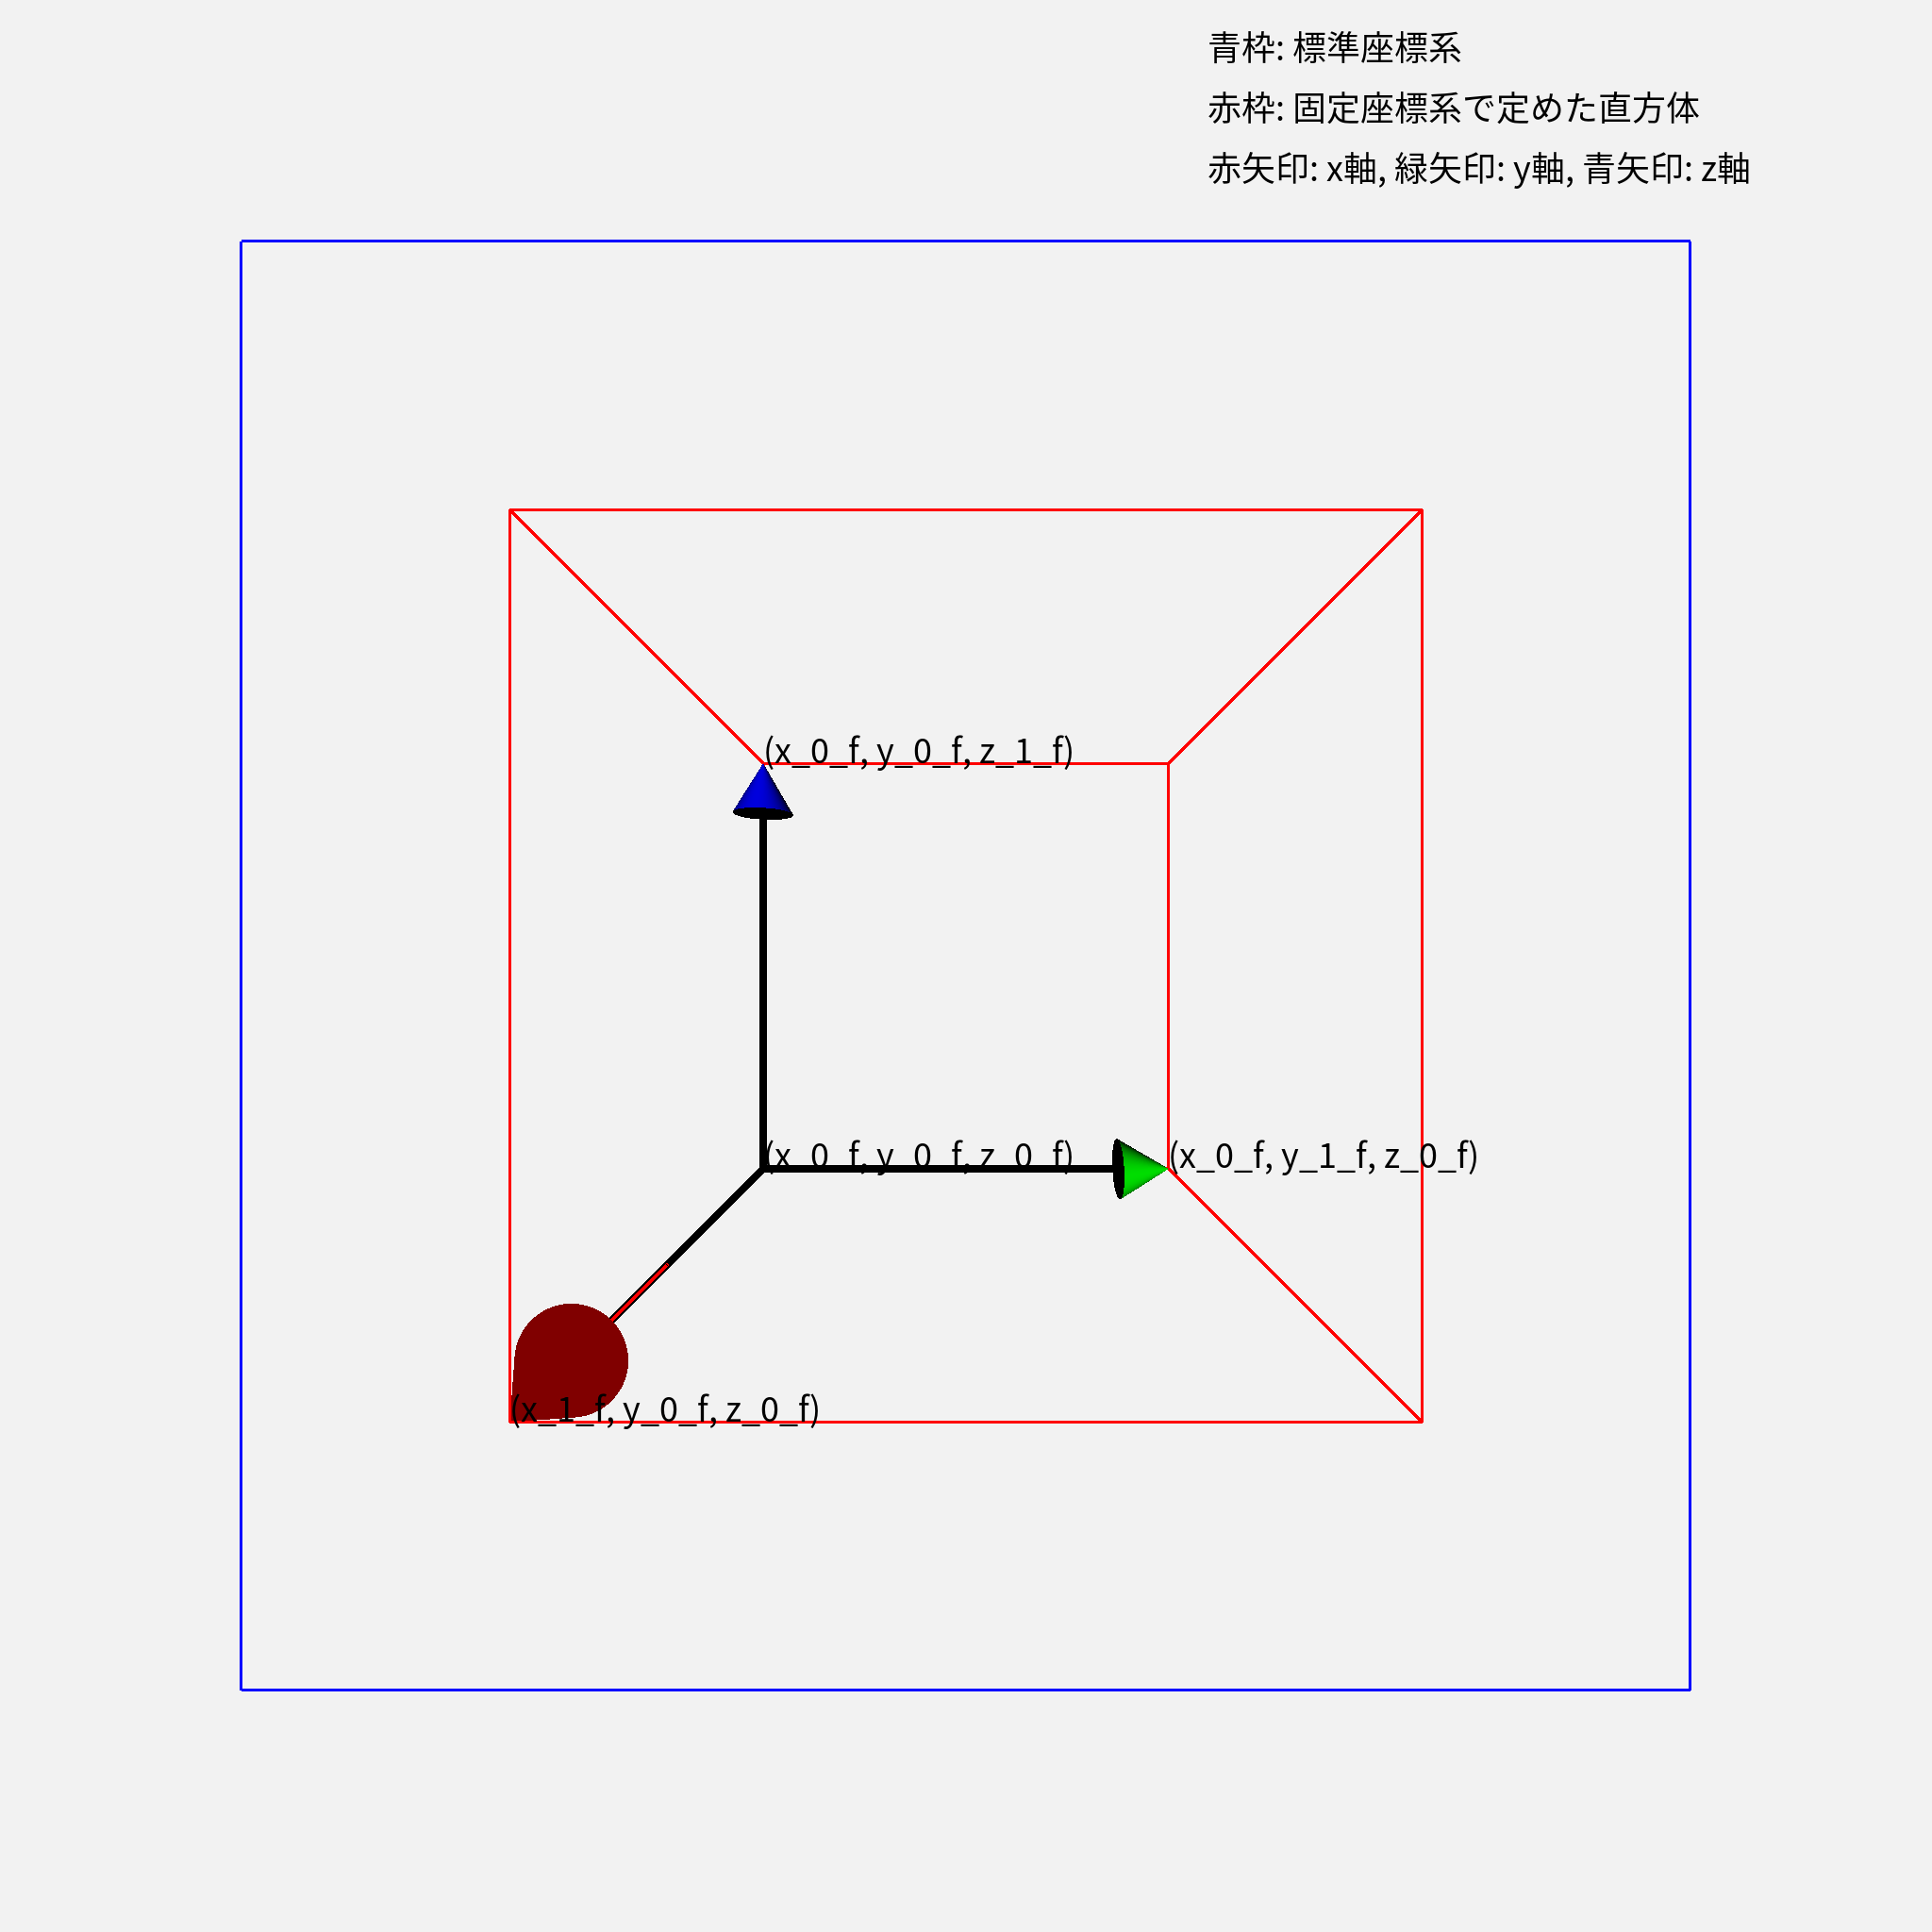 青枠: 標準座標系
赤枠: 固定座標系で定めた直方体
赤矢印: x軸, 緑矢印: y軸, 青矢印: z軸
(x_0_f, y_0_f, z_1_f)
(x_0_f, y_0_f, z_0_f)
(x_0_f, y_1_f, z_0_f)
(x_1_f, y_0_f, z_0_f)